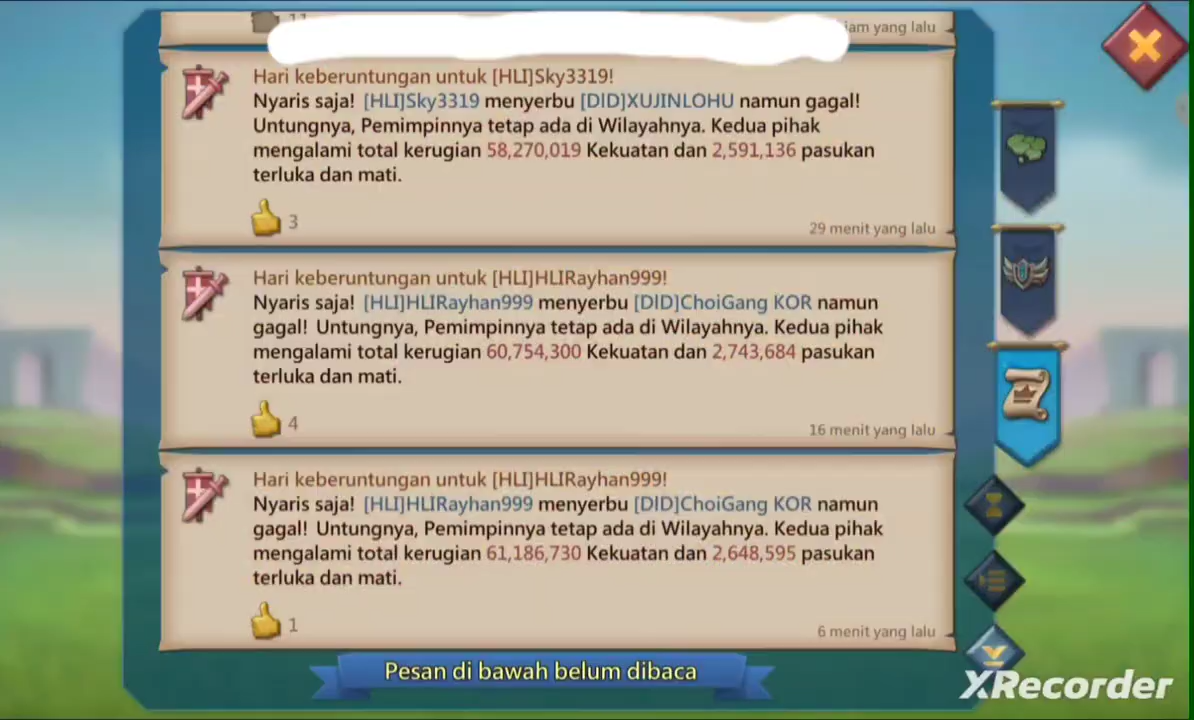 jam yang lalu
Hari keberuntungan untuk [HLI]Sky3319!
Nyaris saja! [HLI]Sky3319 menyerbu [DlD]XUJINLOHU namun gagal!
Untungnya, Pemimpinnya tetap ada di Wilayahnya. Kedua pihak
mengalami total kerugian 58,270,019 Kekuatan dan 2,591,136 pasukan
terluka dan mati.
3
29 menit yang lalu
Hari keberuntungan untuk [HLI]HLIRayhan999!
Nyaris saja! [HLI]HLIRayhan999 menyerbu [DlD]ChoiGang KOR namun
gagal! Untungnya, Pemimpinnya tetap ada di Wilayahnya. Kedua pihak
mengalami total kerugian 60,754,300 Kekuatan dan 2,743,684 pasukan
terluka dan mati.
4
16 menit yang lalu
Hari keberuntungan untuk [HLI]HLIRayhan999!
Nyaris saja! [HLI]HLIRayhan999 menyerbu [DlD]ChoiGang KOR namun
gagal! Untungnya, Pemimpinnya tetap ada di Wilayahnya. Kedua pihak
mengalami total kerugian 61,186,730 Kekuatan dan 2,648,595 pasukan
terluka dan mati.
1
6 menit yang lalu
Pesan di bawah belum dibaca
XRecorder